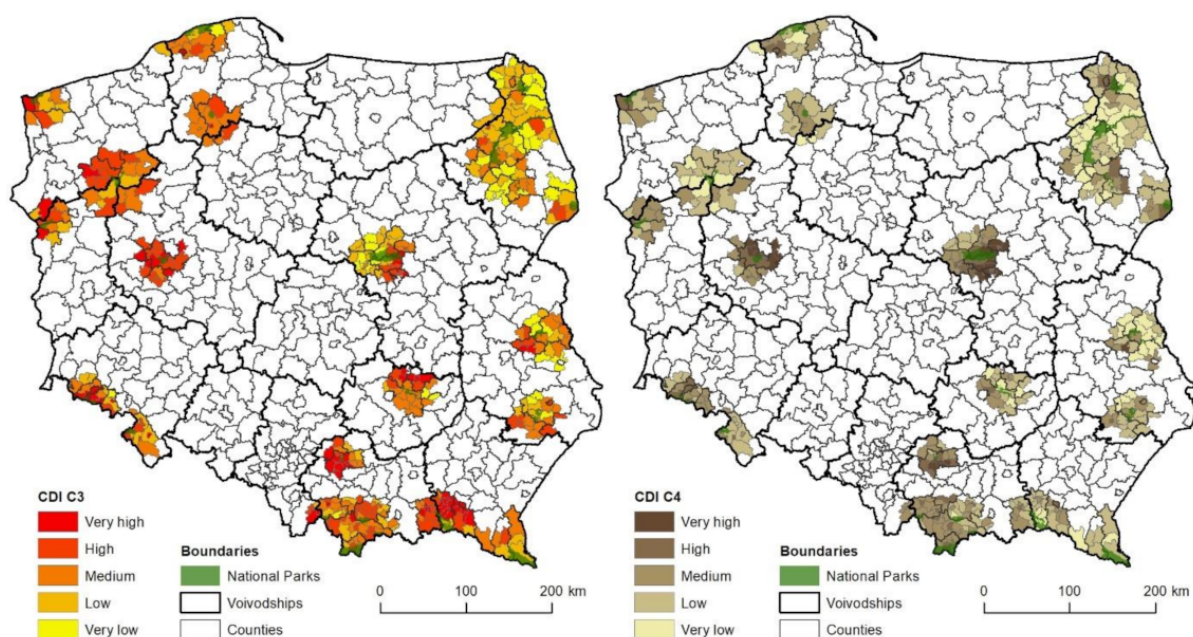 CDI C3
Very high
High
Medium
Low
Very low
Boundaries
National Parks
Voivodships
Counties
0 100 200 km
CDI C4
Very high
High
Medium
Low
Very low
Boundaries
National Parks
Voivodships
Counties
0 100 200 km